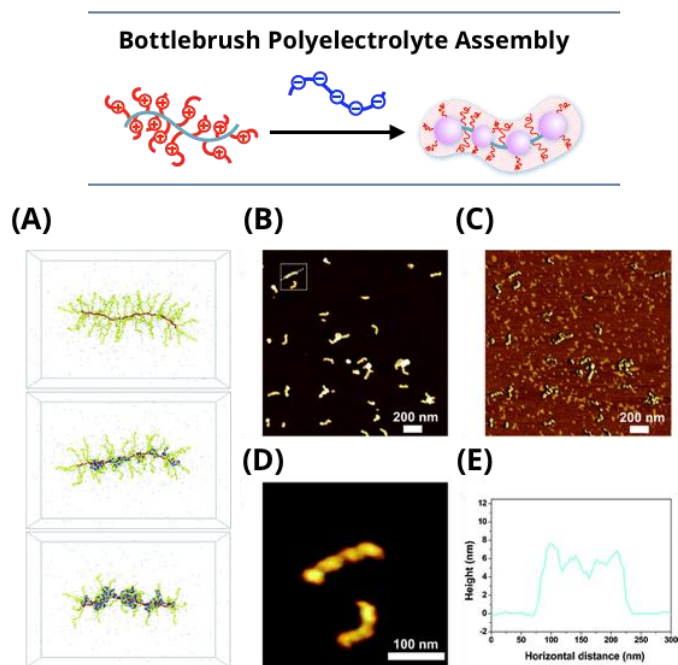 Bottlebrush Polyelectrolyte Assembly
(A)
(B)
(C)
200 nm
200 nm
(D)
(E)
100 nm
Height (nm)
12
10
8
6
4
2
0
-2
0 50 100 150 200 250 300
Horizontal distance (nm)